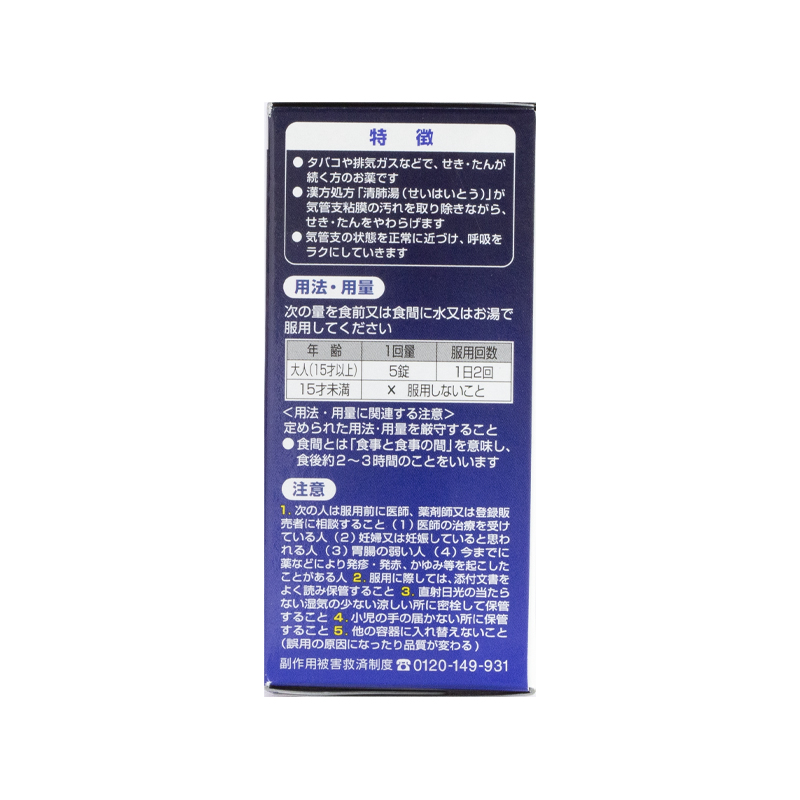 特徴
● タバコや排気ガスなどで、せき・たんが
続く方のお薬です
● 漢方処方「清肺湯（せいはいとう）」が
気管支粘膜の汚れを取り除きながら、
せき・たんをやわらげます
● 気管支の状態を正常に近づけ、呼吸を
ラクにしていきます
用法・用量
次の量を食前又は食間に水又はお湯で
服用してください
年齢 1回量 服用回数
大人（15才以上） 5錠 1日2回
15才未満 × 服用しないこと
＜用法・用量に関連する注意＞
定められた用法・用量を厳守すること
● 食間とは「食事と食事の間」を意味し、
食後約2～3時間のことをいいます
注意
1. 次の人は服用前に医師、薬剤師又は登録販
売者に相談すること（1）医師の治療を受け
ている人（2）妊婦又は妊娠していると思わ
れる人（3）胃腸の弱い人（4）今までに
薬などにより発疹・発赤、かゆみ等を起こした
ことがある人 2. 服用に際しては、添付文書を
よく読み保管すること 3. 直射日光の当たら
ない湿気の少ない涼しい所に密栓して保管
すること 4. 小児の手の届かない所に保管
すること 5. 他の容器に入れ替えないこと
（誤用の原因になったり品質が変わる）
副作用被害救済制度 ☎0120-149-931